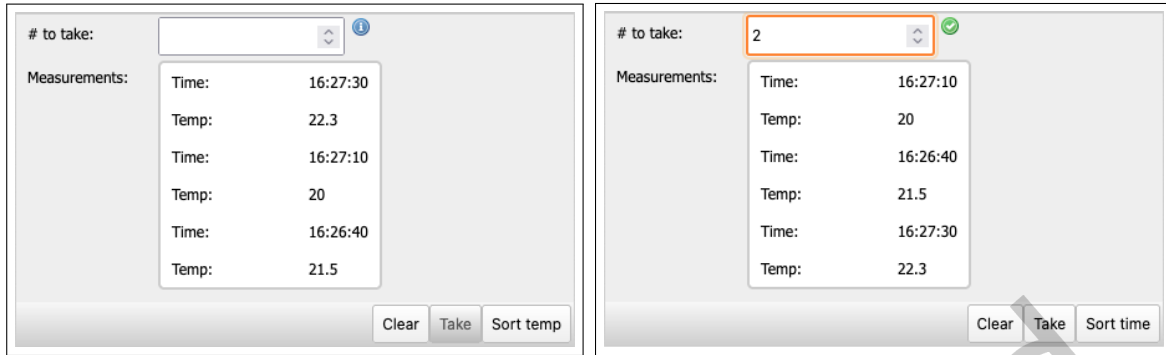 # to take:
Measurements:
Time: 16:27:30
Temp: 22.3
Time: 16:27:10
Temp: 20
Time: 16:26:40
Temp: 21.5
Clear Take Sort temp
# to take: 2
Measurements:
Time: 16:27:10
Temp: 20
Time: 16:26:40
Temp: 21.5
Time: 16:27:30
Temp: 22.3
Clear Take Sort time